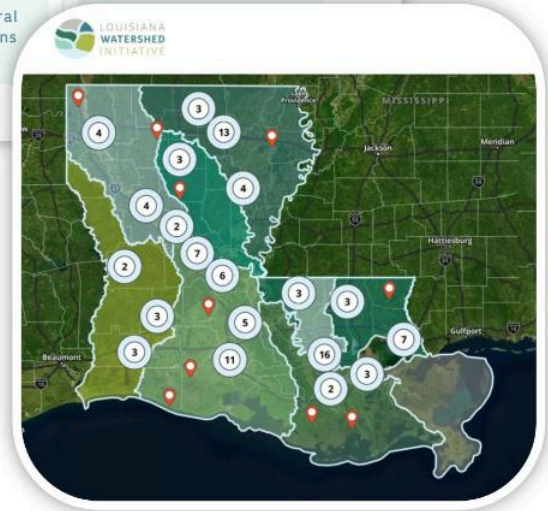 ral
ns
LOUISIANA
WATERSHED
INITIATIVE
Providence
MISSISSIPPI
3
4
13
Jackson
Meridian
3
4
4
2
Hattiesburg
7
2
6
3
3
3
5
Gulfport
7
Beaumont
3
11
16
3
2